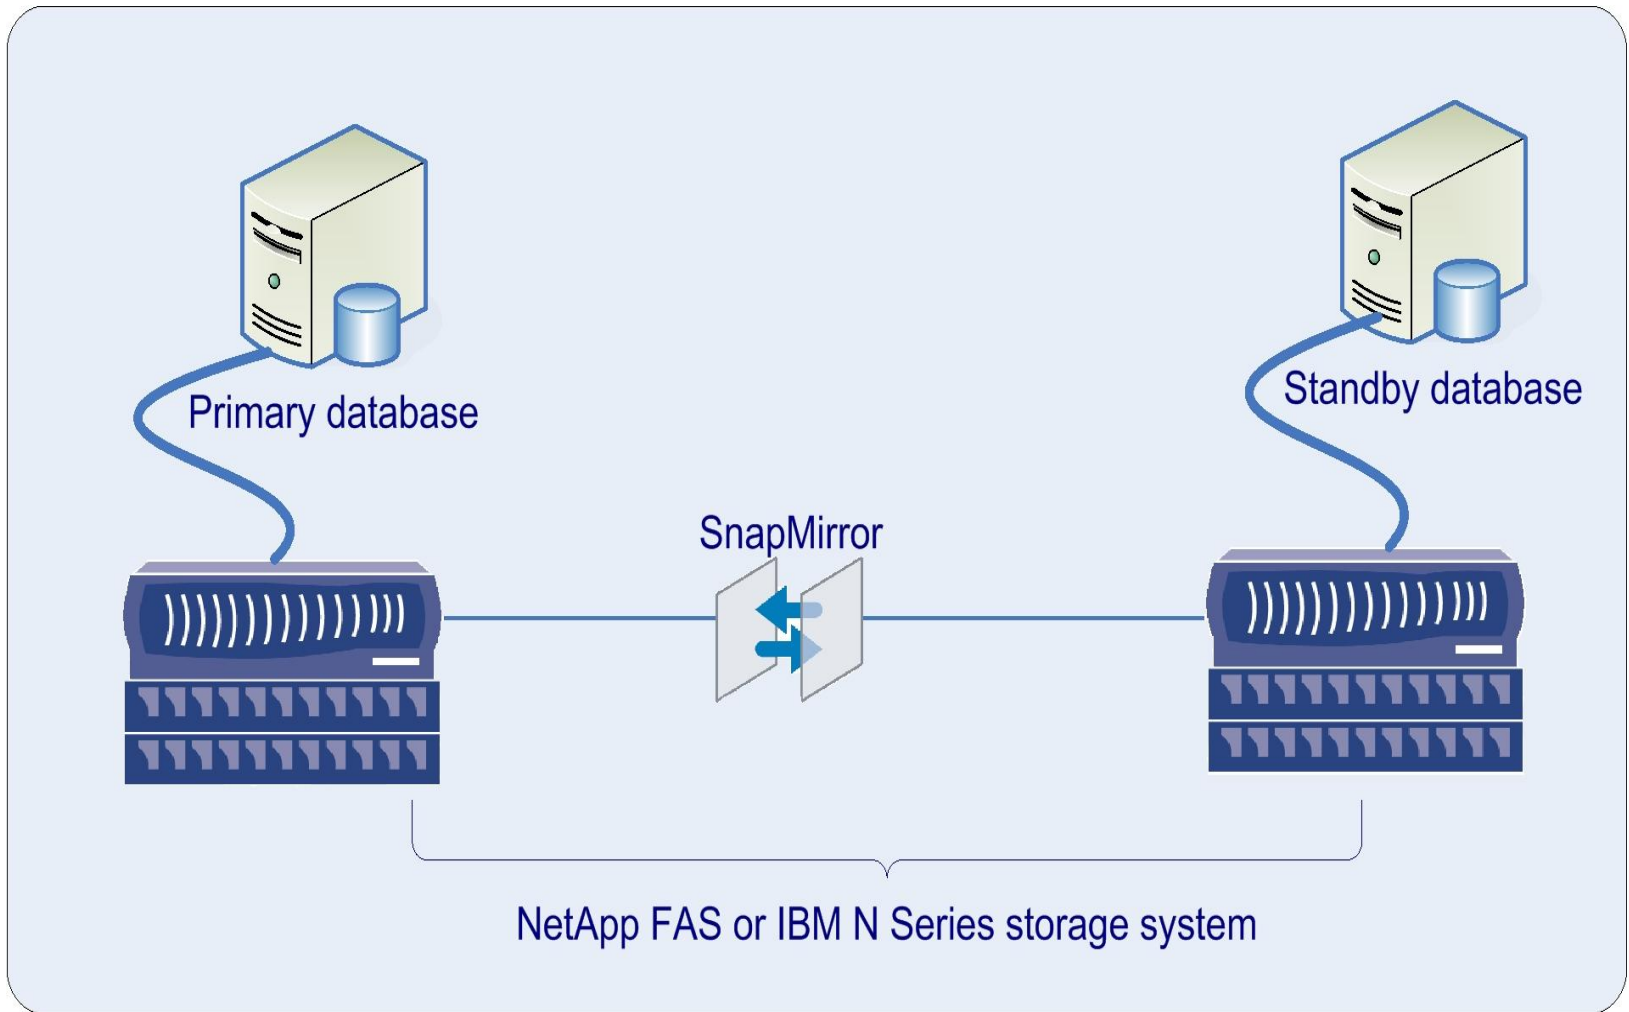 Primary database
Standby database
SnapMirror
NetApp FAS or IBM N Series storage system